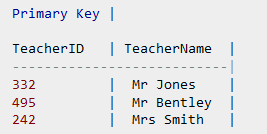 Primary Key |
TeacherID | TeacherName |
-------------------------|
332 | Mr Jones |
495 | Mr Bentley |
242 | Mrs Smith |